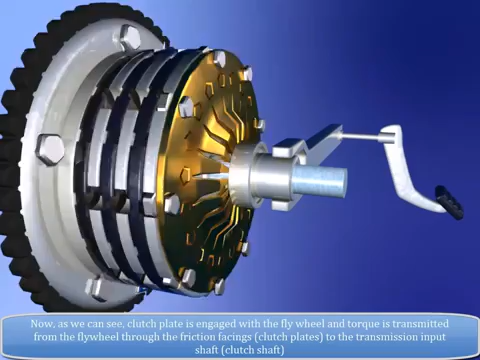 Now, as we can see, clutch plate is engaged with the fly wheel and torque is transmitted
from the flywheel through the friction facings (clutch plates) to the transmission input
shaft (clutch shaft)